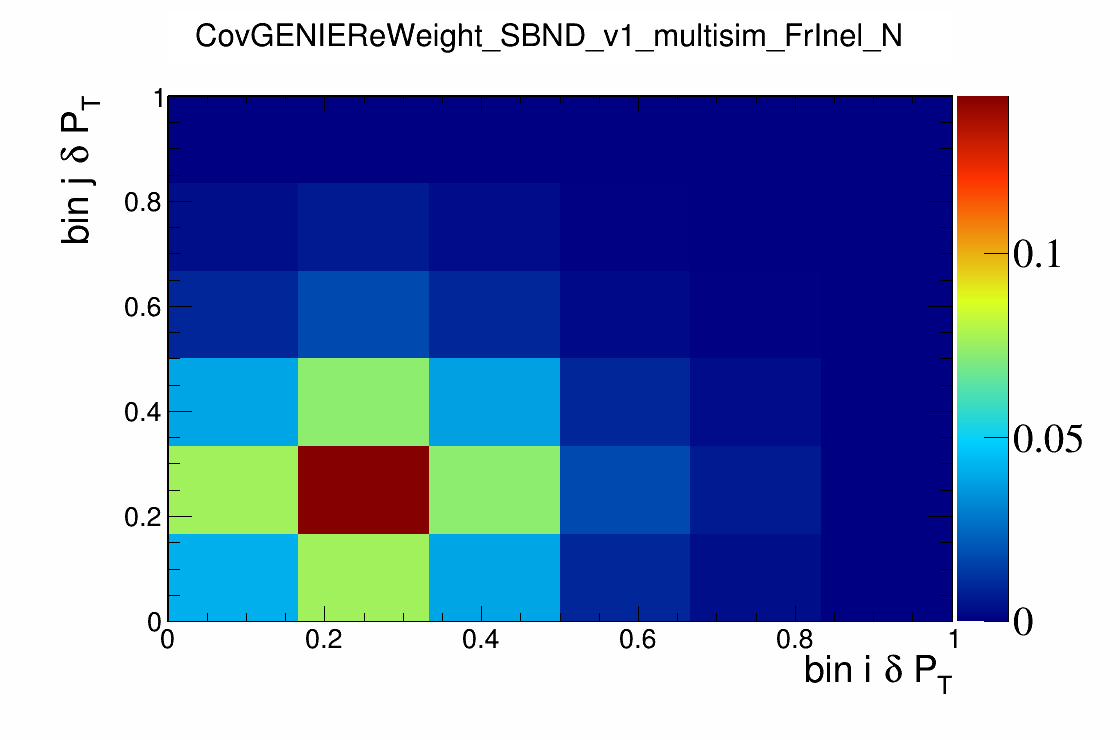 CovGENIEReWeight_SBND_v1_multisim_FrInel_N
bin j δ P_T
1
0.8
0.6
0.4
0.2
0
0 0.2 0.4 0.6 0.8 1
bin i δ P_T
0.1
0.05
0